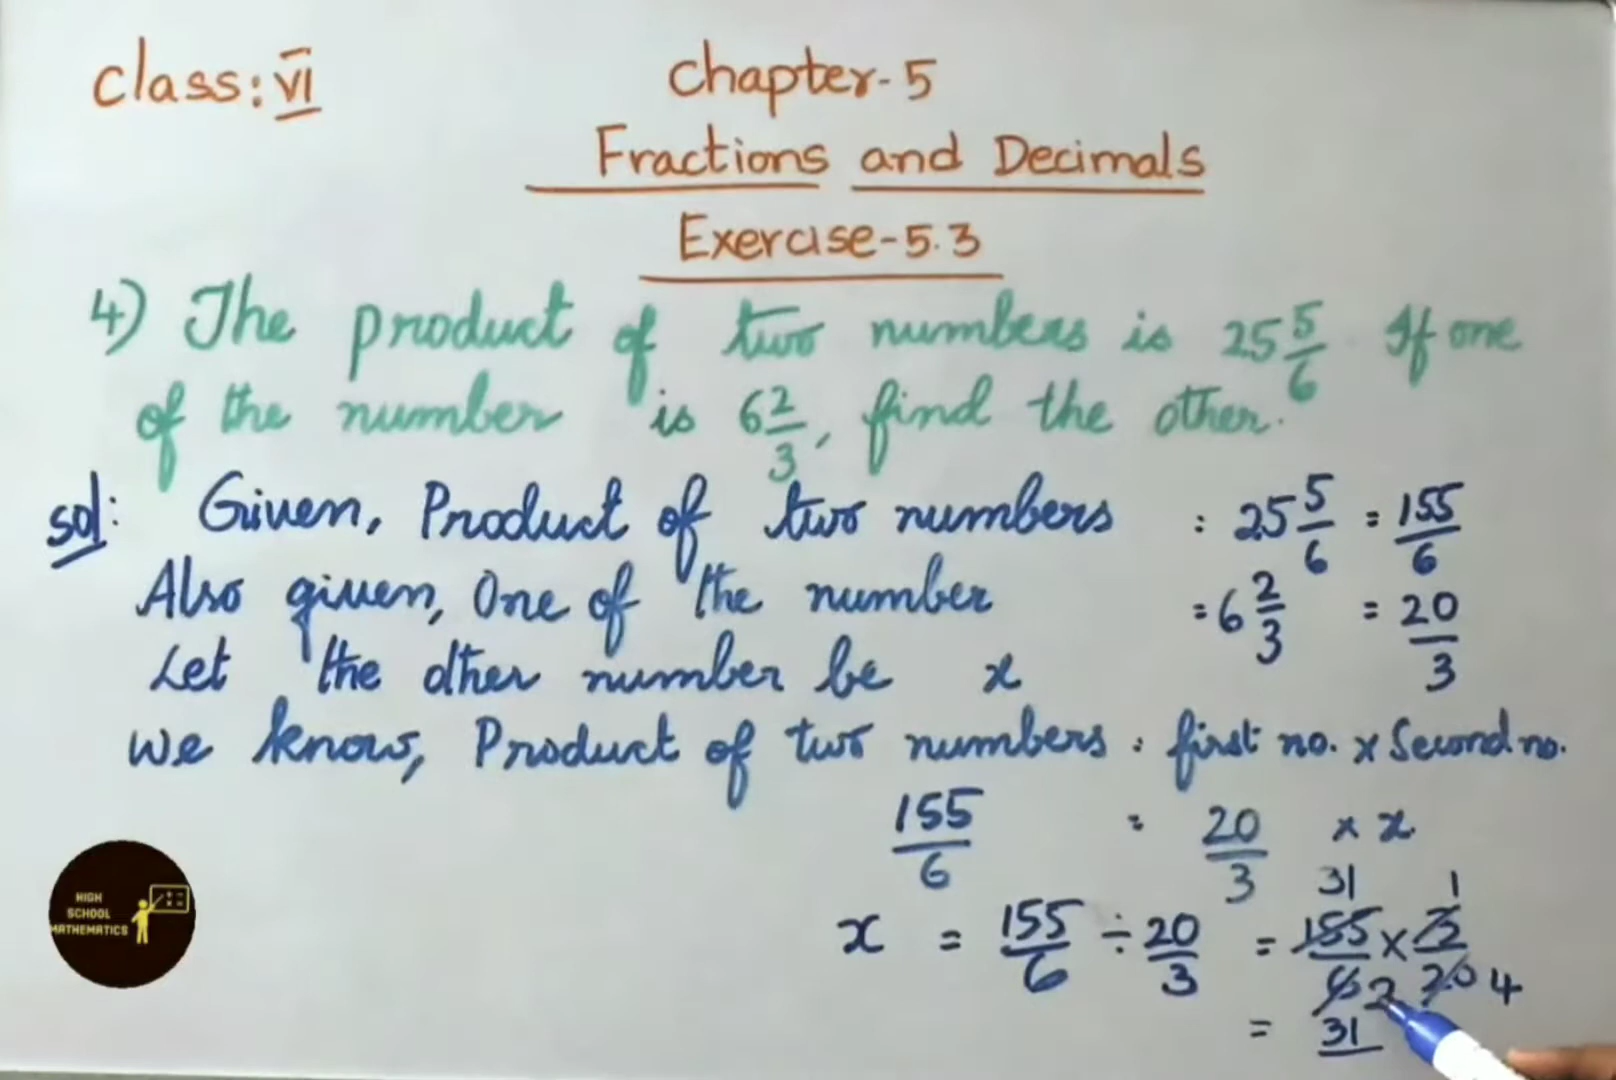 Class: VI
Chapter-5
Fractions and Decimals
Exercise-5.3
4) The product of two numbers is 25 5/6. If one
of the number is 6 2/3, find the other.
Sol: Given, Product of two numbers = 25 5/6 = 155/6
Also given, One of the number = 6 2/3 = 20/3
Let the other number be x
We know, Product of two numbers = first no. x Second no.
155/6 = 20/3 × x
31 1
x = 155/6 ÷ 20/3 = 155/6 × 3/20
2 4
= 31
HIGH
SCHOOL
MATHEMATICS